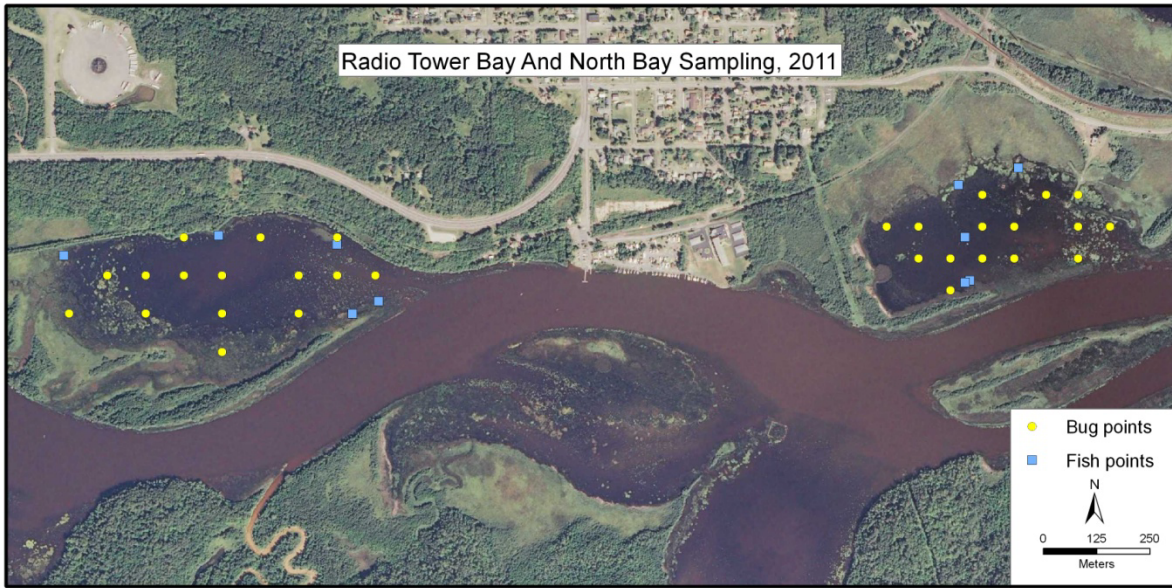 Radio Tower Bay And North Bay Sampling, 2011
Bug points
Fish points
N
0 125 250
Meters